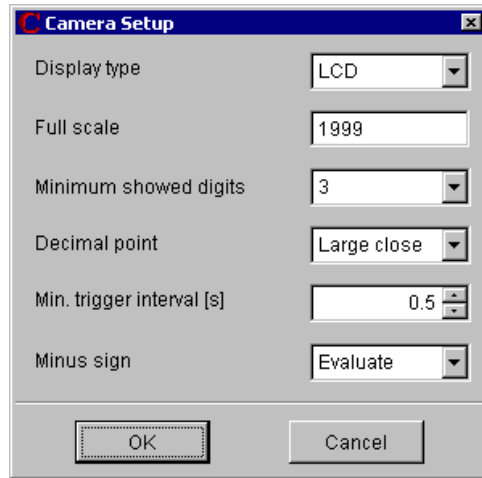 Camera Setup
Display type LCD
Full scale 1999
Minimum showed digits 3
Decimal point Large close
Min. trigger interval [s] 0.5
Minus sign Evaluate
OK Cancel